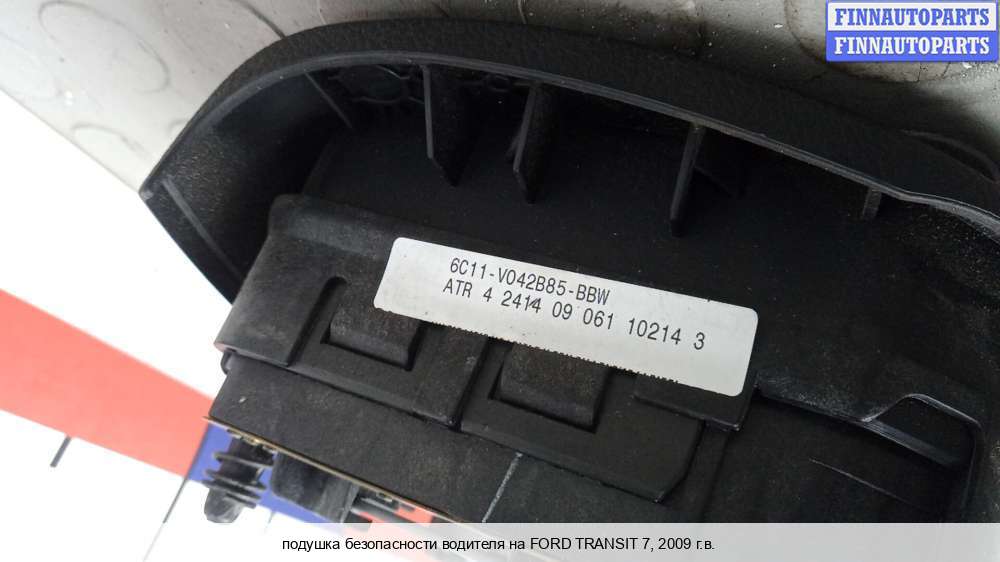 FINNAUTOPARTS
FINNAUTOPARTS
6C11-V042B85-BBW
ATR 4 2414 09 061 10214 3
подушка безопасности водителя на FORD TRANSIT 7, 2009 г.в.